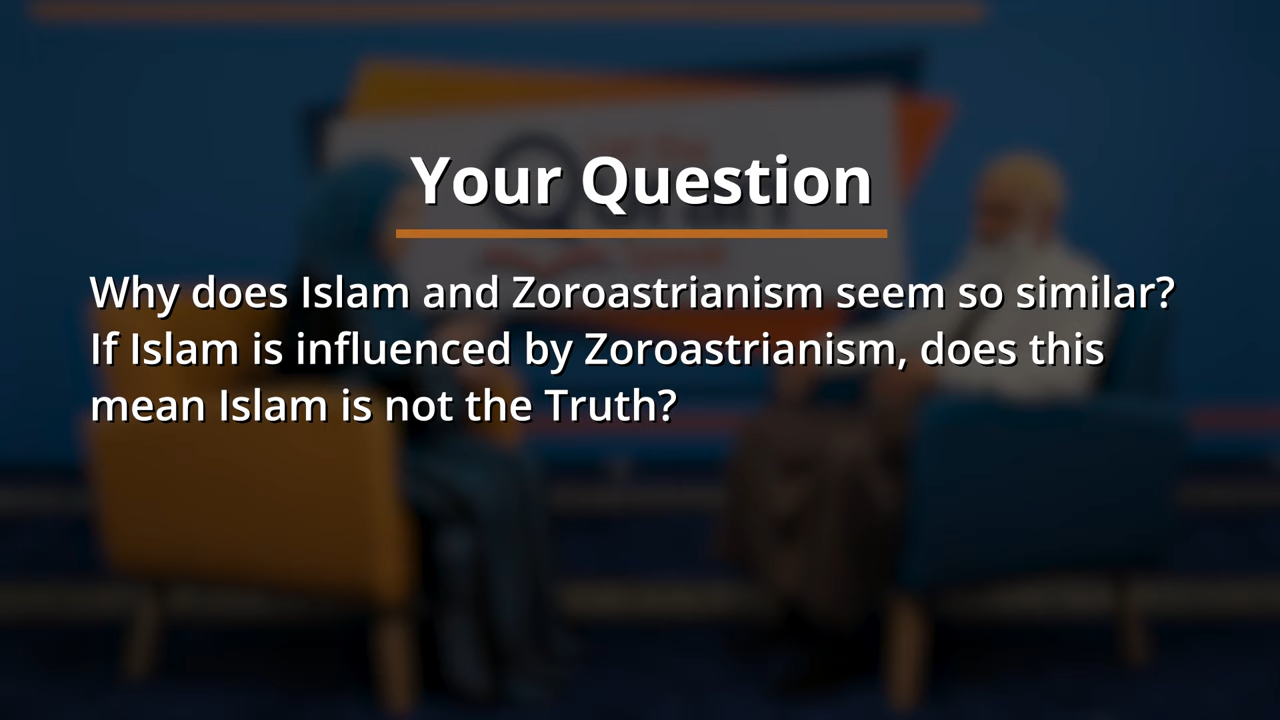 Your Question
Why does Islam and Zoroastrianism seem so similar?
If Islam is influenced by Zoroastrianism, does this
mean Islam is not the Truth?